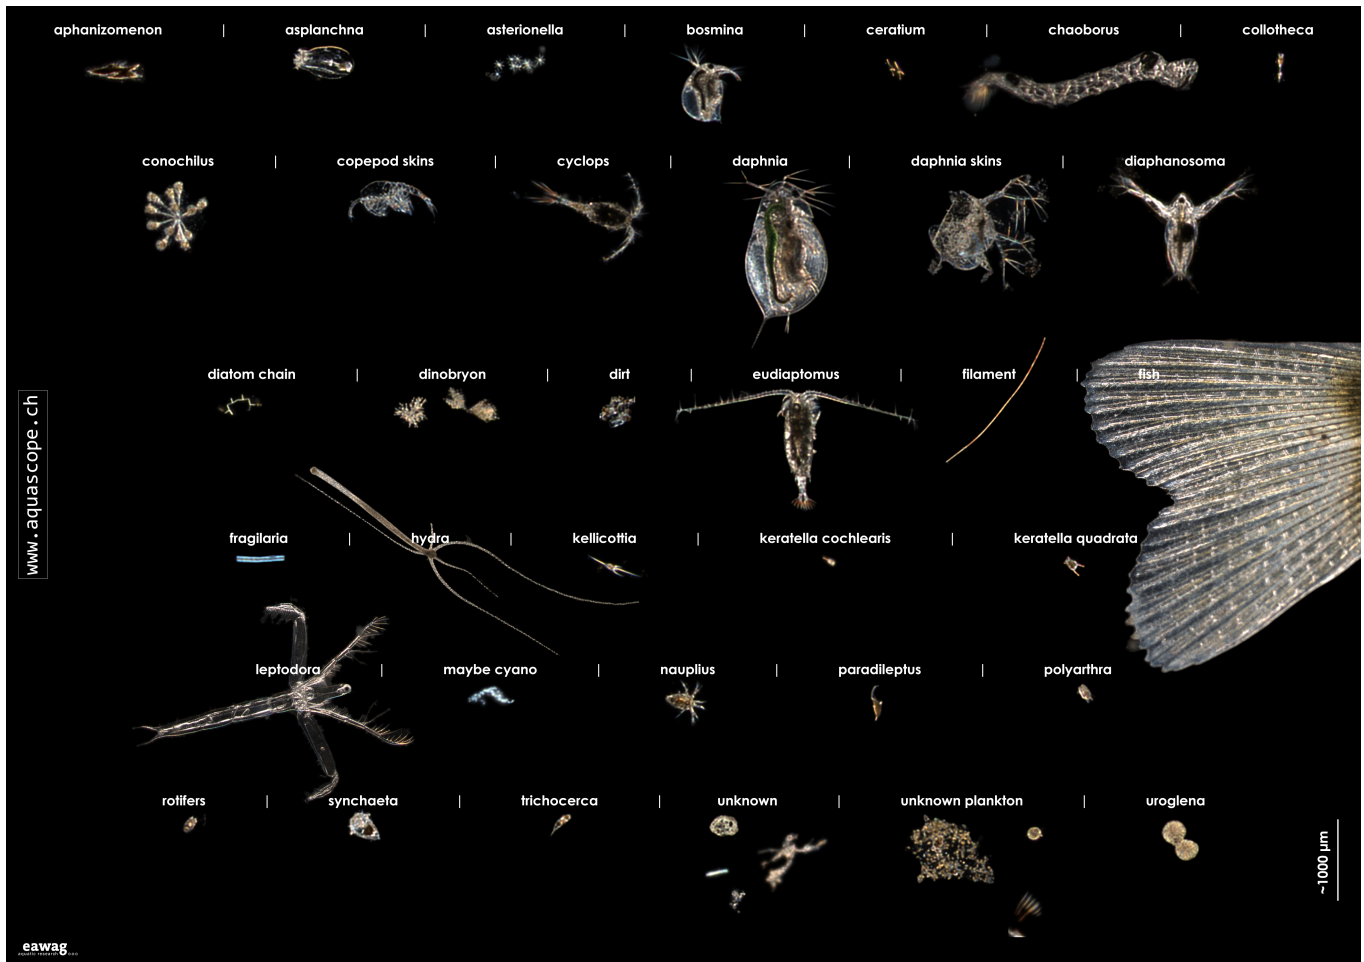 aphanizomenon | asplanchna | asterionella | bosmina | ceratium | chaoborus | collotheca
conochilus | copepod skins | cyclops | daphnia | daphnia skins | diaphanosoma
diatom chain | dinobryon | dirt | eudiaptomus | filament | fish
www.aquascope.ch
fragilaria | hydra | kellicottia | keratella cochlearis | keratella quadrata
leptodora | maybe cyano | nauplius | paradileptus | polyarthra
rotifers | synchaeta | trichocerca | unknown | unknown plankton | uroglena
~1000 µm
eawag
aquatic research